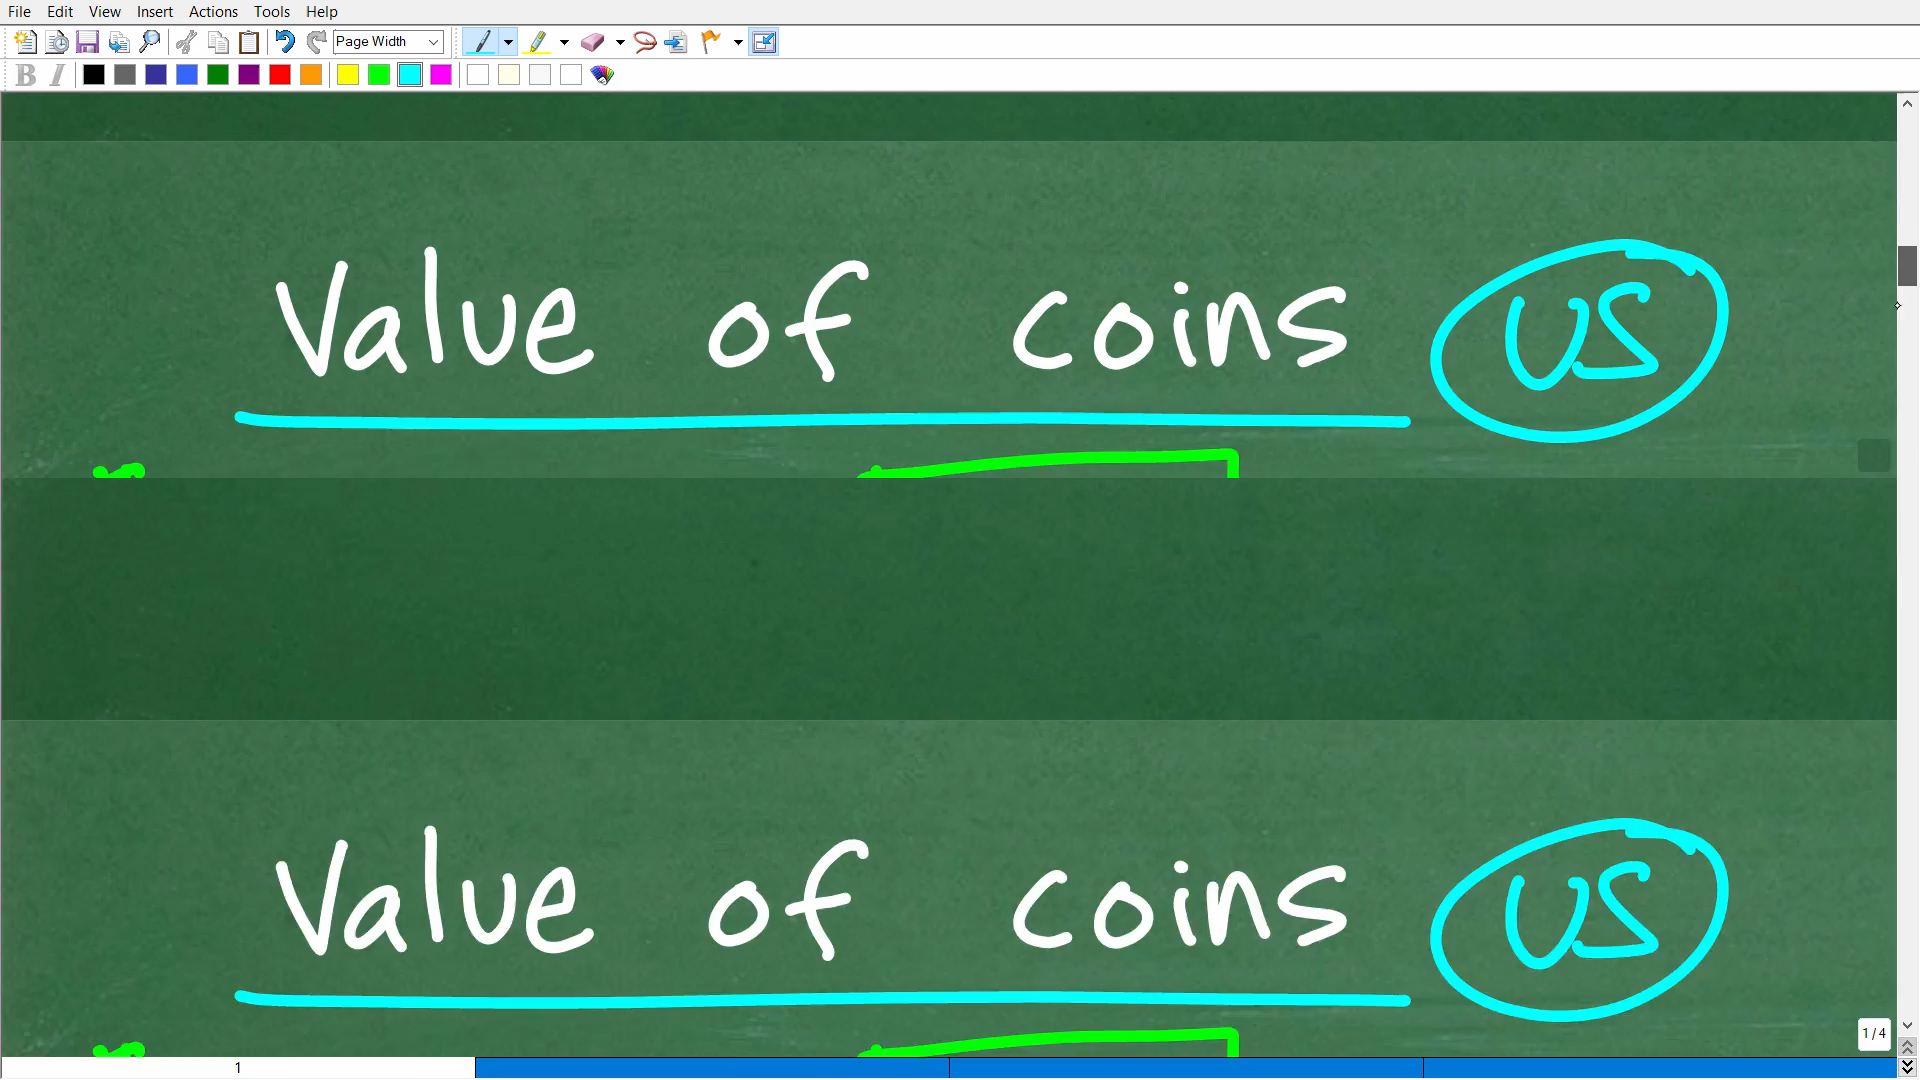 File Edit View Insert Actions Tools Help
Page Width
B I
Value of coins US
Value of coins US
1 / 4
1